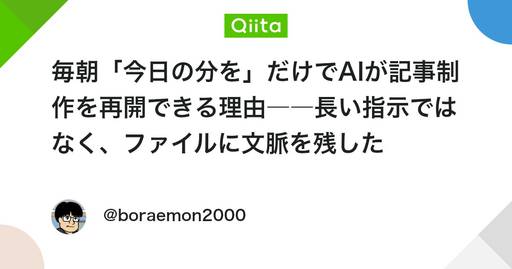 Qiita
毎朝「今日の分を」だけでAIが記事制
作を再開できる理由──長い指示では
なく、ファイルに文脈を残した
@boraemon2000